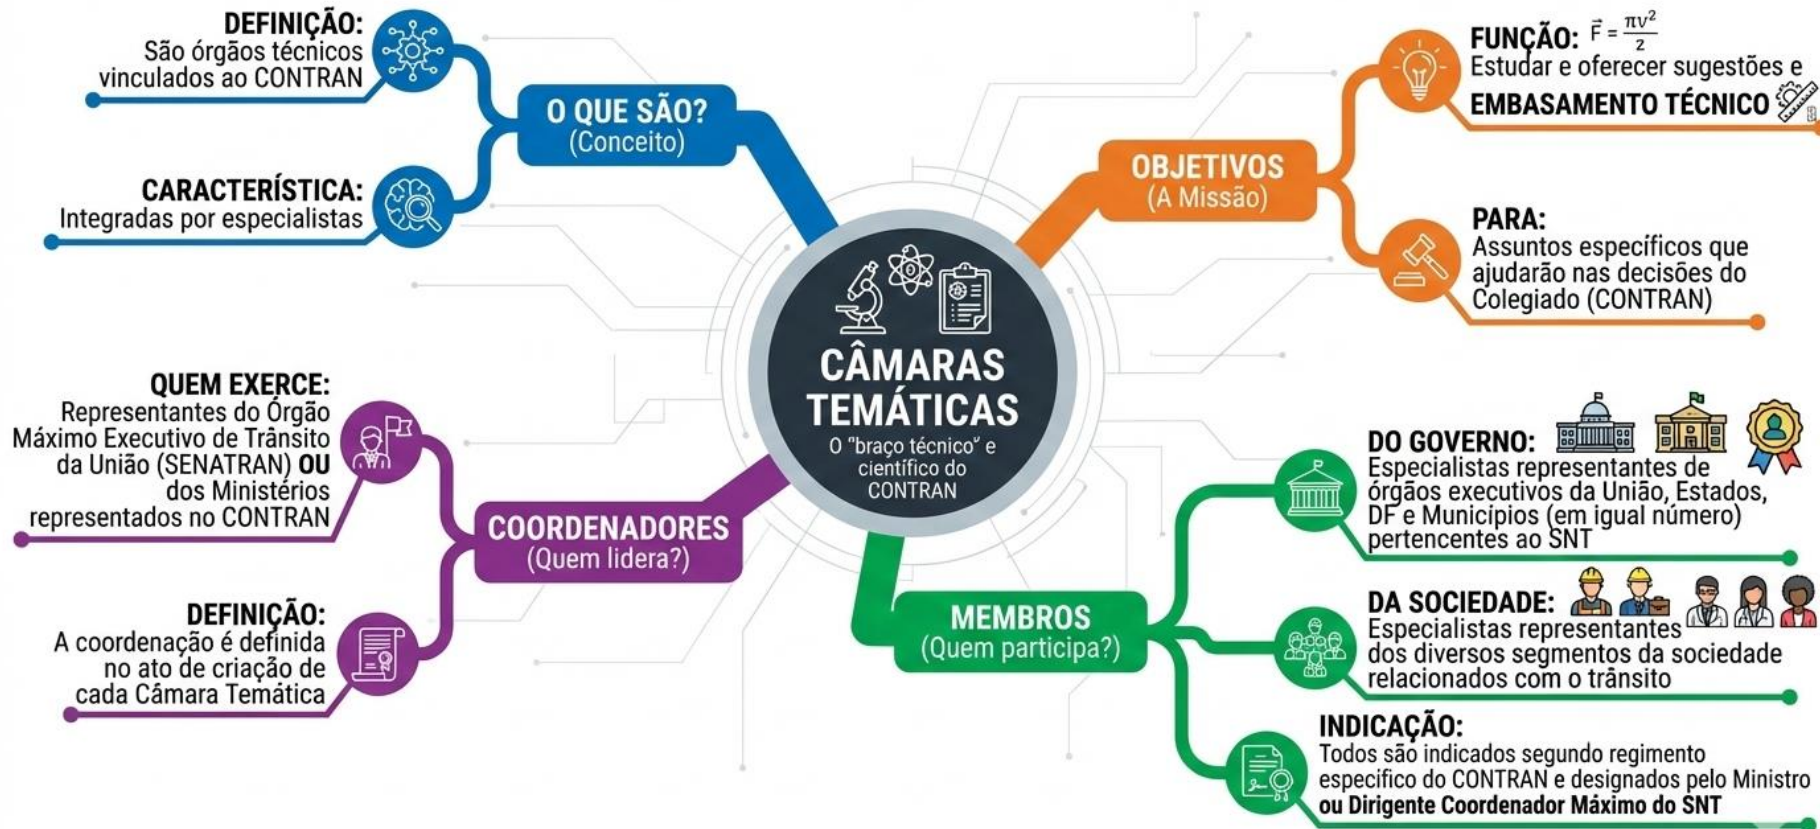 DEFINIÇÃO:
São órgãos técnicos
vinculados ao CONTRAN
CARACTERÍSTICA:
Integradas por especialistas
O QUE SÃO?
(Conceito)
OBJETIVOS
(A Missão)
FUNÇÃO: F⃗ = πv²/2
Estudar e oferecer sugestões e
EMBASAMENTO TÉCNICO
PARA:
Assuntos específicos que
ajudarão nas decisões do
Colegiado (CONTRAN)
CÂMARAS
TEMÁTICAS
O "braço técnico" e
científico do
CONTRAN
QUEM EXERCE:
Representantes do Órgão
Máximo Executivo de Trânsito
da União (SENATRAN) OU
dos Ministérios
representados no CONTRAN
DEFINIÇÃO:
A coordenação é definida
no ato de criação de
cada Câmara Temática
COORDENADORES
(Quem lidera?)
MEMBROS
(Quem participa?)
DO GOVERNO:
Especialistas representantes de
órgãos executivos da União, Estados,
DF e Municípios (em igual número)
pertencentes ao SNT
DA SOCIEDADE:
Especialistas representantes
dos diversos segmentos da sociedade
relacionados com o trânsito
INDICAÇÃO:
Todos são indicados segundo regimento
específico do CONTRAN e designados pelo Ministro
ou Dirigente Coordenador Máximo do SNT